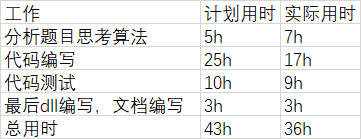 工作 计划用时 实际用时
分析题目思考算法 5h 7h
代码编写 25h 17h
代码测试 10h 9h
最后dll编写，文档编写 3h 3h
总用时 43h 36h